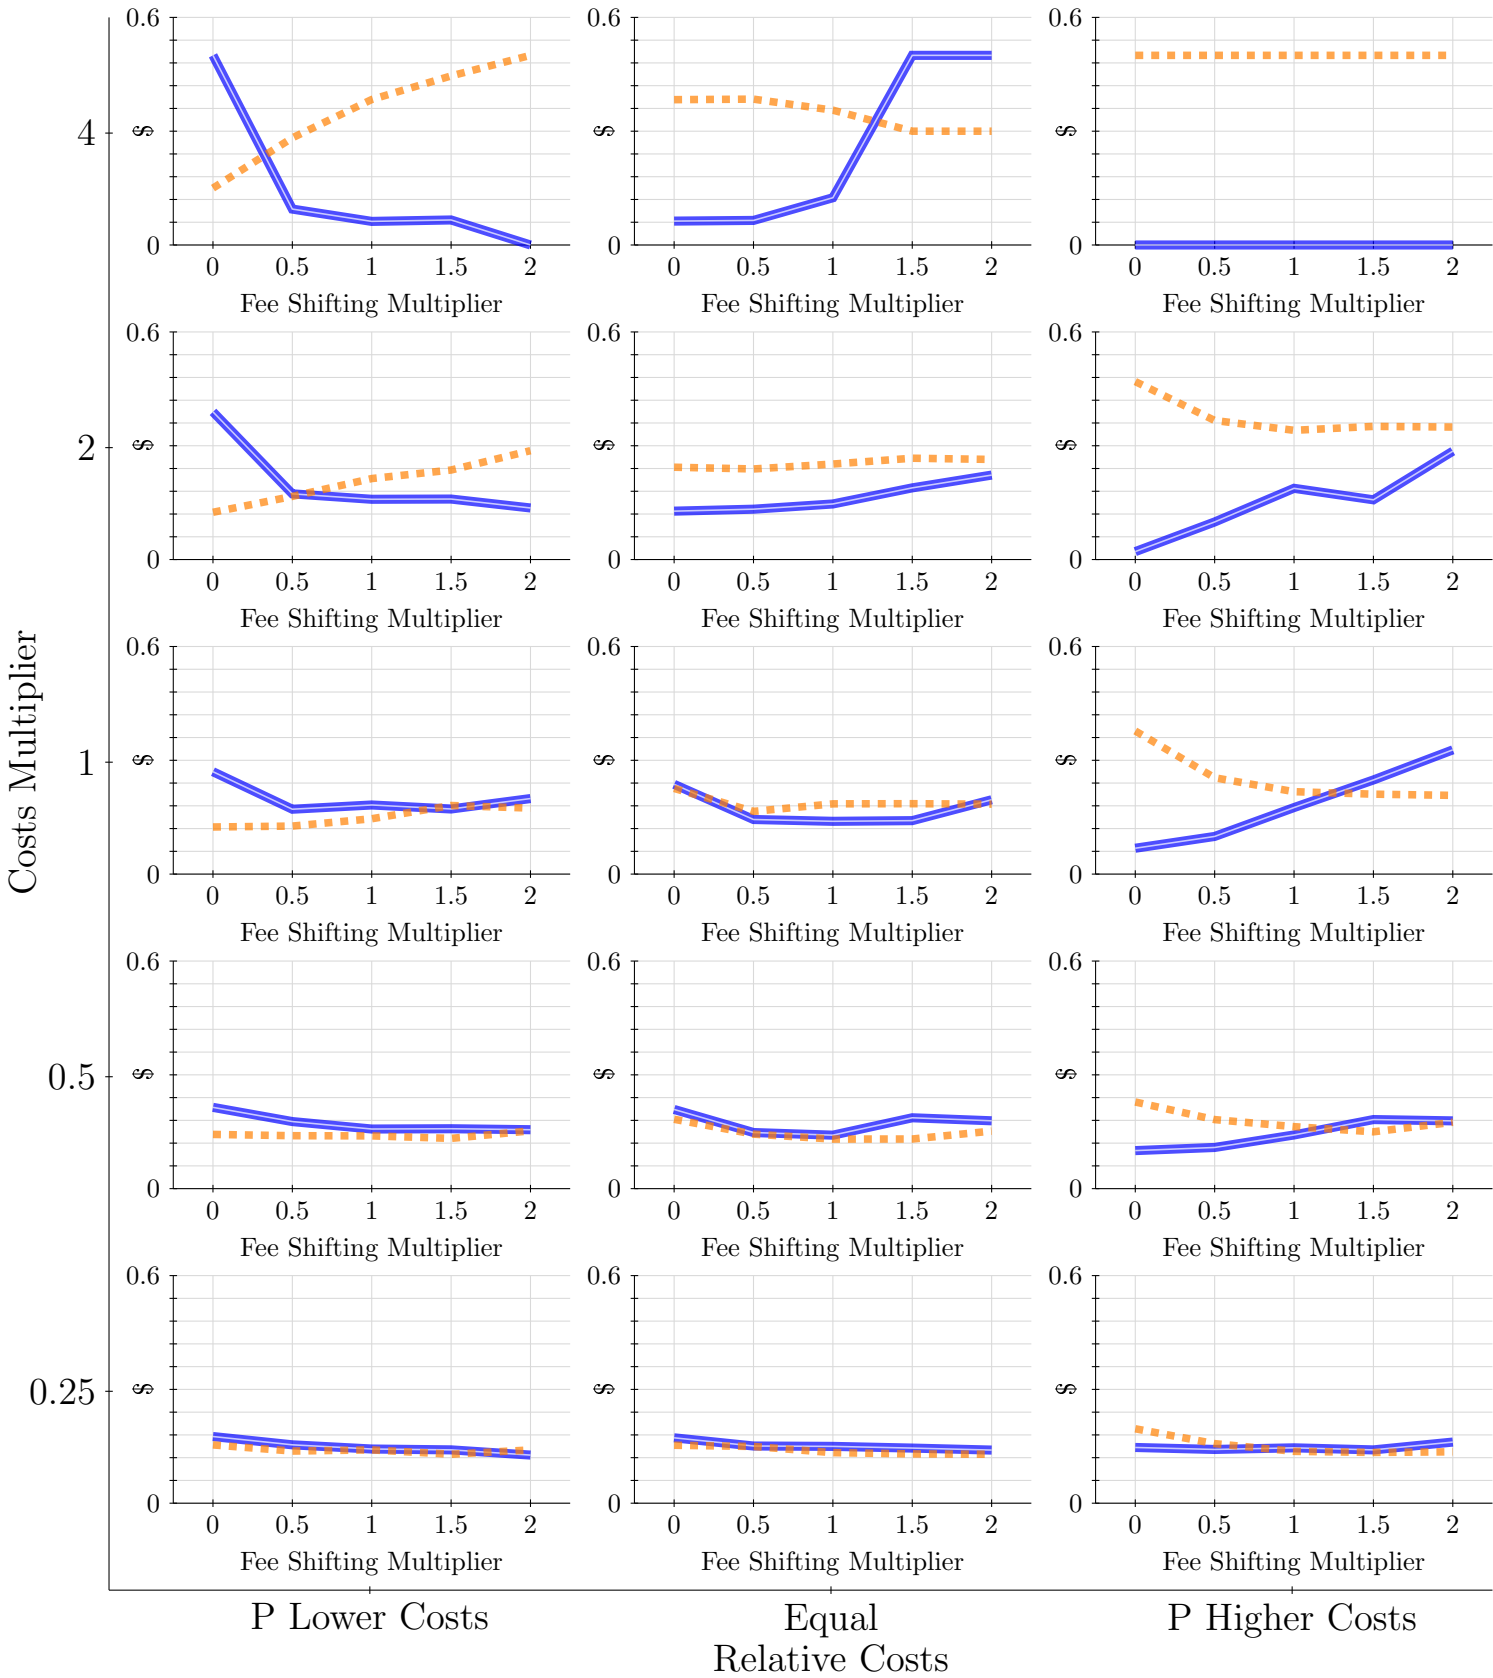 0.6 0.6 0.6
4 $ $ $
0 0 0
0 0.5 1 1.5 2 0 0.5 1 1.5 2 0 0.5 1 1.5 2
Fee Shifting Multiplier Fee Shifting Multiplier Fee Shifting Multiplier
0.6 0.6 0.6
2 $ $ $
0 0 0
0 0.5 1 1.5 2 0 0.5 1 1.5 2 0 0.5 1 1.5 2
Fee Shifting Multiplier Fee Shifting Multiplier Fee Shifting Multiplier
Costs Multiplier
0.6 0.6 0.6
1 $ $ $
0 0 0
0 0.5 1 1.5 2 0 0.5 1 1.5 2 0 0.5 1 1.5 2
Fee Shifting Multiplier Fee Shifting Multiplier Fee Shifting Multiplier
0.6 0.6 0.6
0.5 $ $ $
0 0 0
0 0.5 1 1.5 2 0 0.5 1 1.5 2 0 0.5 1 1.5 2
Fee Shifting Multiplier Fee Shifting Multiplier Fee Shifting Multiplier
0.6 0.6 0.6
0.25 $ $ $
0 0 0
0 0.5 1 1.5 2 0 0.5 1 1.5 2 0 0.5 1 1.5 2
Fee Shifting Multiplier Fee Shifting Multiplier Fee Shifting Multiplier
P Lower Costs Equal P Higher Costs
Relative Costs